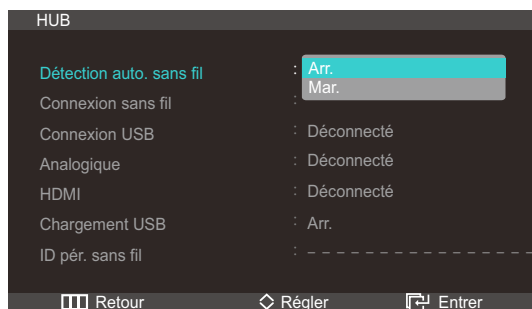 HUB
Détection auto. sans fil : Arr.
Mar.
Connexion sans fil :
Connexion USB : Déconnecté
Analogique : Déconnecté
HDMI : Déconnecté
Chargement USB : Arr.
ID pér. sans fil : – – – – – – – – – – – – – – – –
Retour Régler Entrer